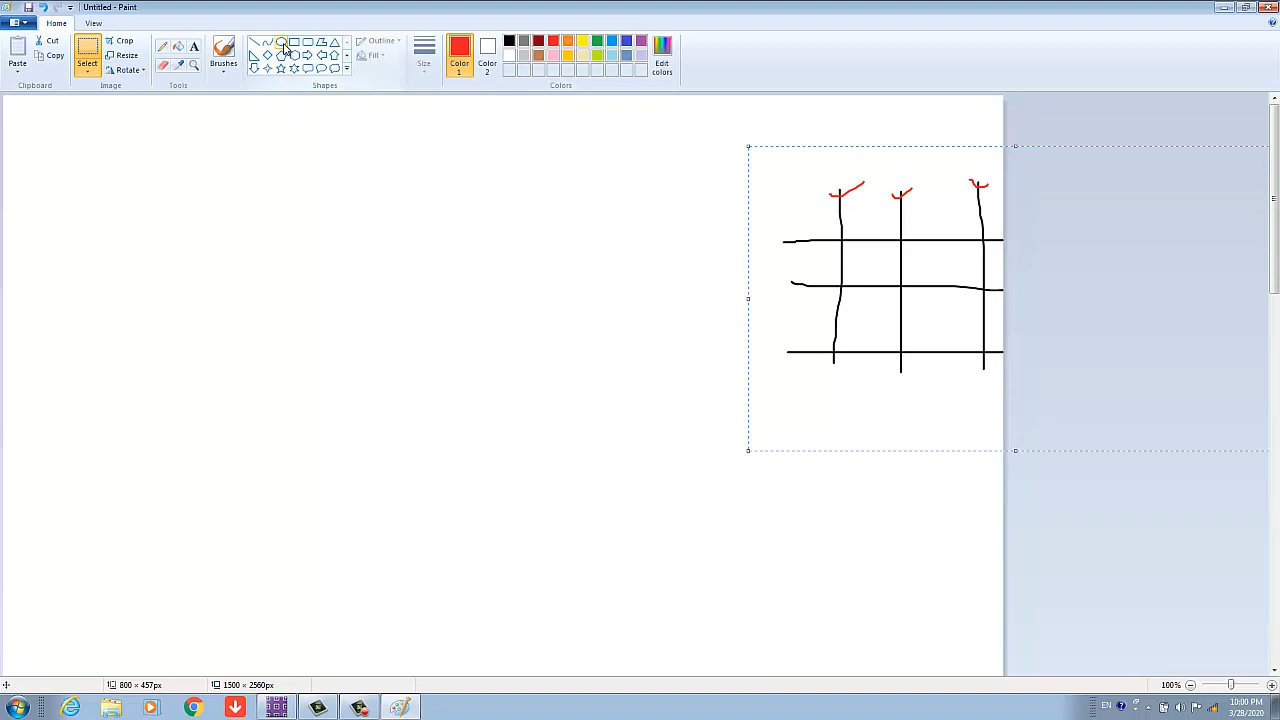 Untitled - Paint
Home
View
Paste
Cut
Copy
Clipboard
Select
Crop
Resize
Rotate
Image
A
Tools
Brushes
Shapes
Outline
Fill
Size
Color 1
Color 2
Edit colors
Colors
800 × 457px
1500 × 2560px
100%
EN
10:00 PM
3/28/2020